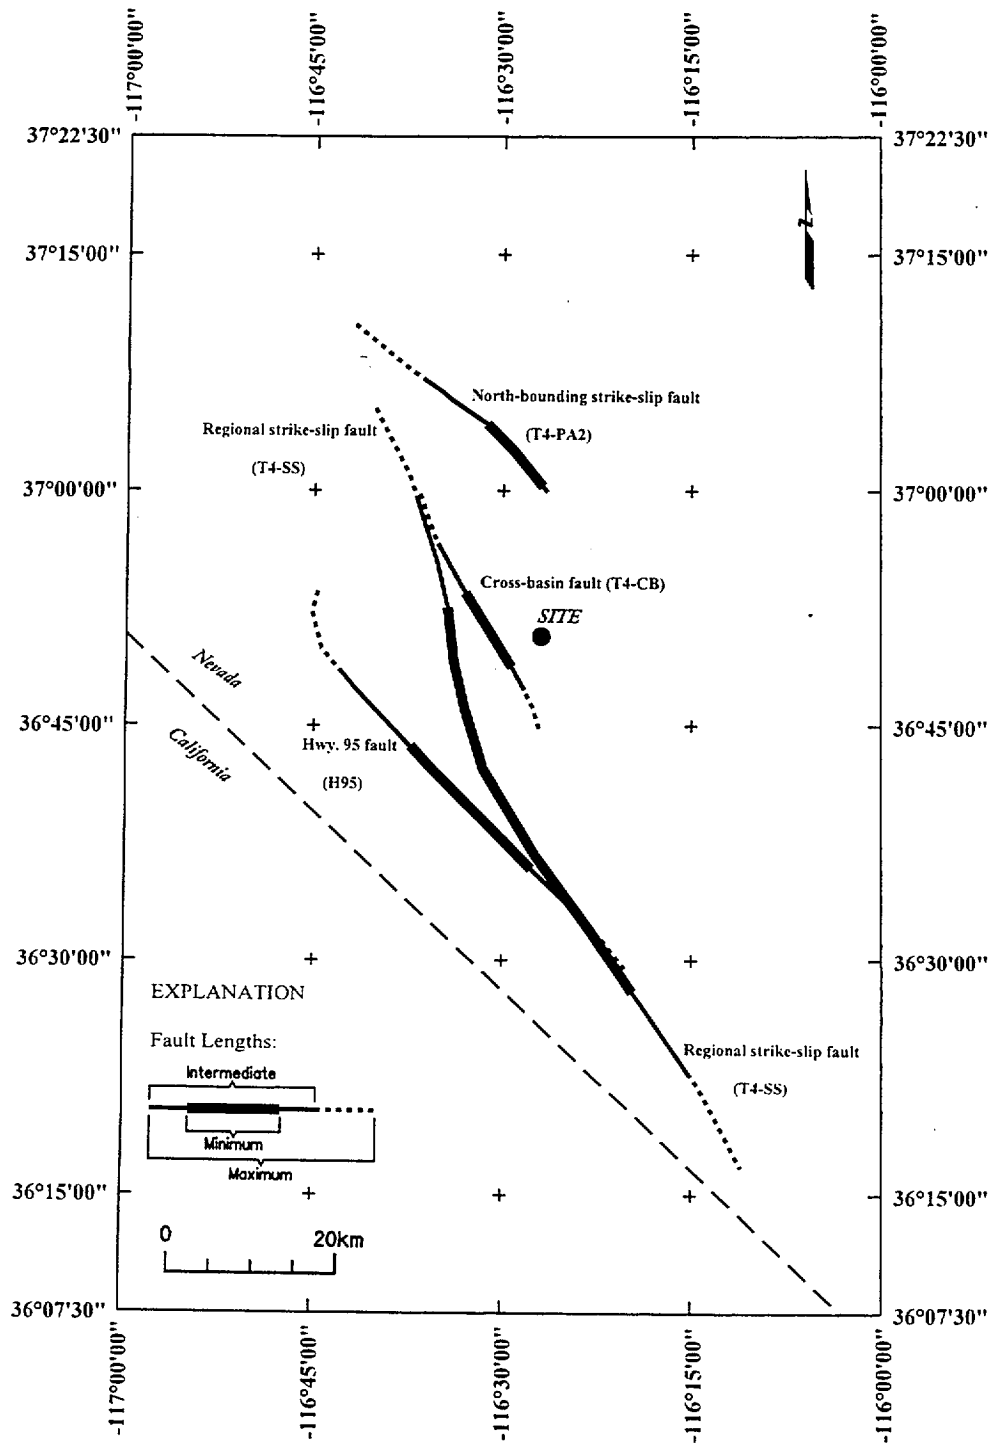 -117°00'00"
-116°45'00"
-116°30'00"
-116°15'00"
-116°00'00"
37°22'30"
37°22'30"
37°15'00"
37°15'00"
N
North-bounding strike-slip fault
(T4-PA2)
Regional strike-slip fault
(T4-SS)
37°00'00"
37°00'00"
Cross-basin fault (T4-CB)
SITE
Nevada
California
36°45'00"
36°45'00"
Hwy. 95 fault
(H95)
36°30'00"
36°30'00"
EXPLANATION
Fault Lengths:
Intermediate
Minimum
Maximum
Regional strike-slip fault
(T4-SS)
36°15'00"
36°15'00"
0 20km
36°07'30"
36°07'30"
-117°00'00"
-116°45'00"
-116°30'00"
-116°15'00"
-116°00'00"